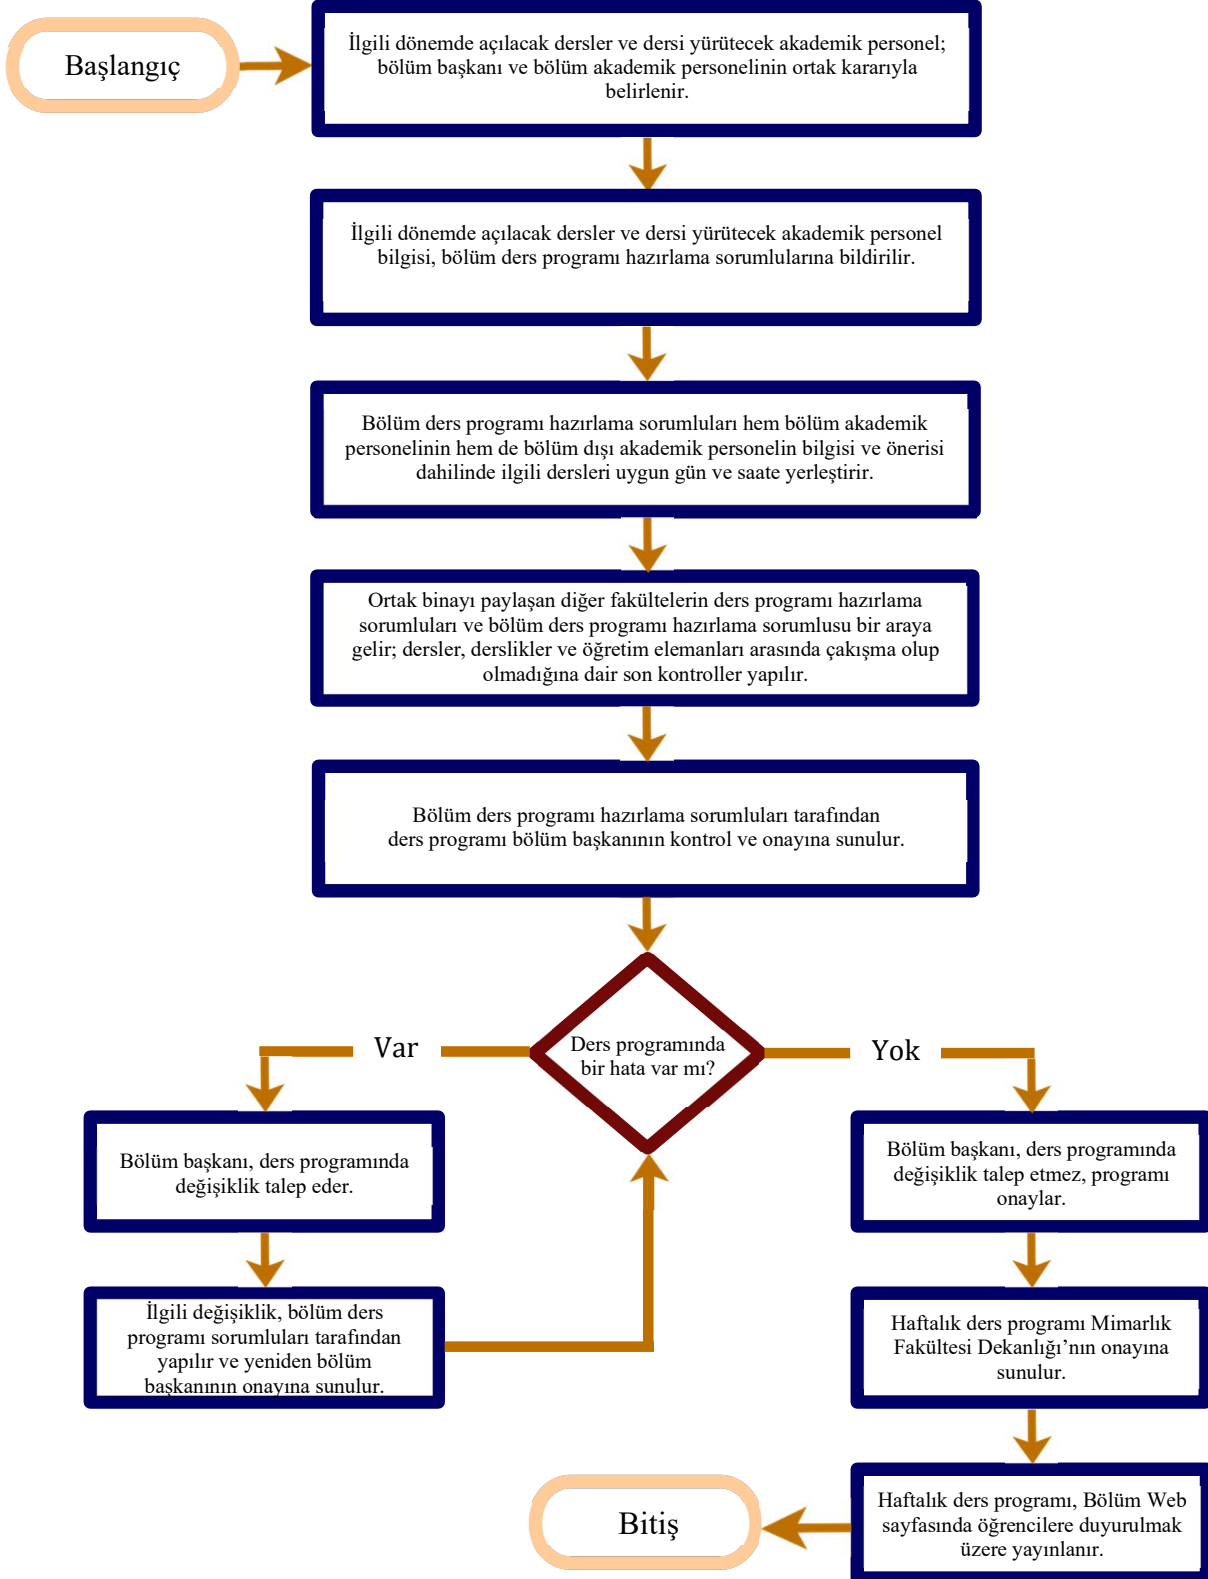 Başlangıç
İlgili dönemde açılacak dersler ve dersi yürütecek akademik personel;
bölüm başkanı ve bölüm akademik personelinin ortak kararıyla
belirlenir.
İlgili dönemde açılacak dersler ve dersi yürütecek akademik personel
bilgisi, bölüm ders programı hazırlama sorumlularına bildirilir.
Bölüm ders programı hazırlama sorumluları hem bölüm akademik
personelinin hem de bölüm dışı akademik personelin bilgisi ve önerisi
dahilinde ilgili dersleri uygun gün ve saate yerleştirir.
Ortak binayı paylaşan diğer fakültelerin ders programı hazırlama
sorumluları ve bölüm ders programı hazırlama sorumlusu bir araya
gelir; dersler, derslikler ve öğretim elemanları arasında çakışma olup
olmadığına dair son kontroller yapılır.
Bölüm ders programı hazırlama sorumluları tarafından
ders programı bölüm başkanının kontrol ve onayına sunulur.
Ders programında
bir hata var mı?
Var
Yok
Bölüm başkanı, ders programında
değişiklik talep eder.
Bölüm başkanı, ders programında
değişiklik talep etmez, programı
onaylar.
İlgili değişiklik, bölüm ders
programı sorumluları tarafından
yapılır ve yeniden bölüm
başkanının onayına sunulur.
Haftalık ders programı Mimarlık
Fakültesi Dekanlığı’nın onayına
sunulur.
Haftalık ders programı, Bölüm Web
sayfasında öğrencilere duyurulmak
üzere yayınlanır.
Bitiş